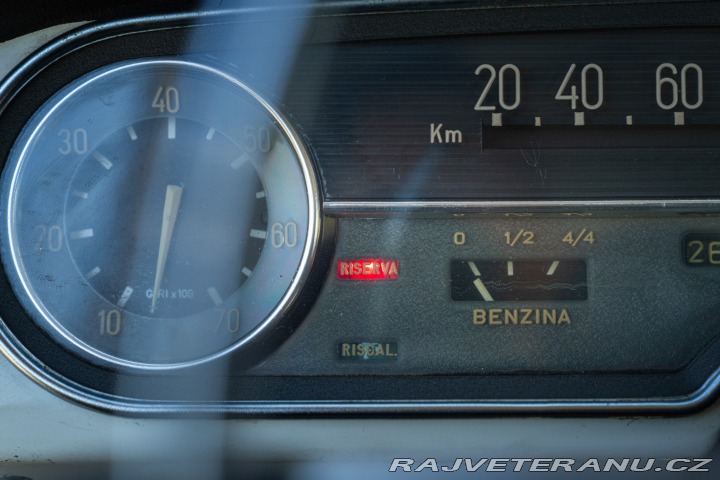 10 20 30 40 50 60 70
GIRI x 100
20 40 60
Km
0 1/2 4/4
RISERVA
BENZINA
RISCAL.
26
RAJVETERANU.CZ